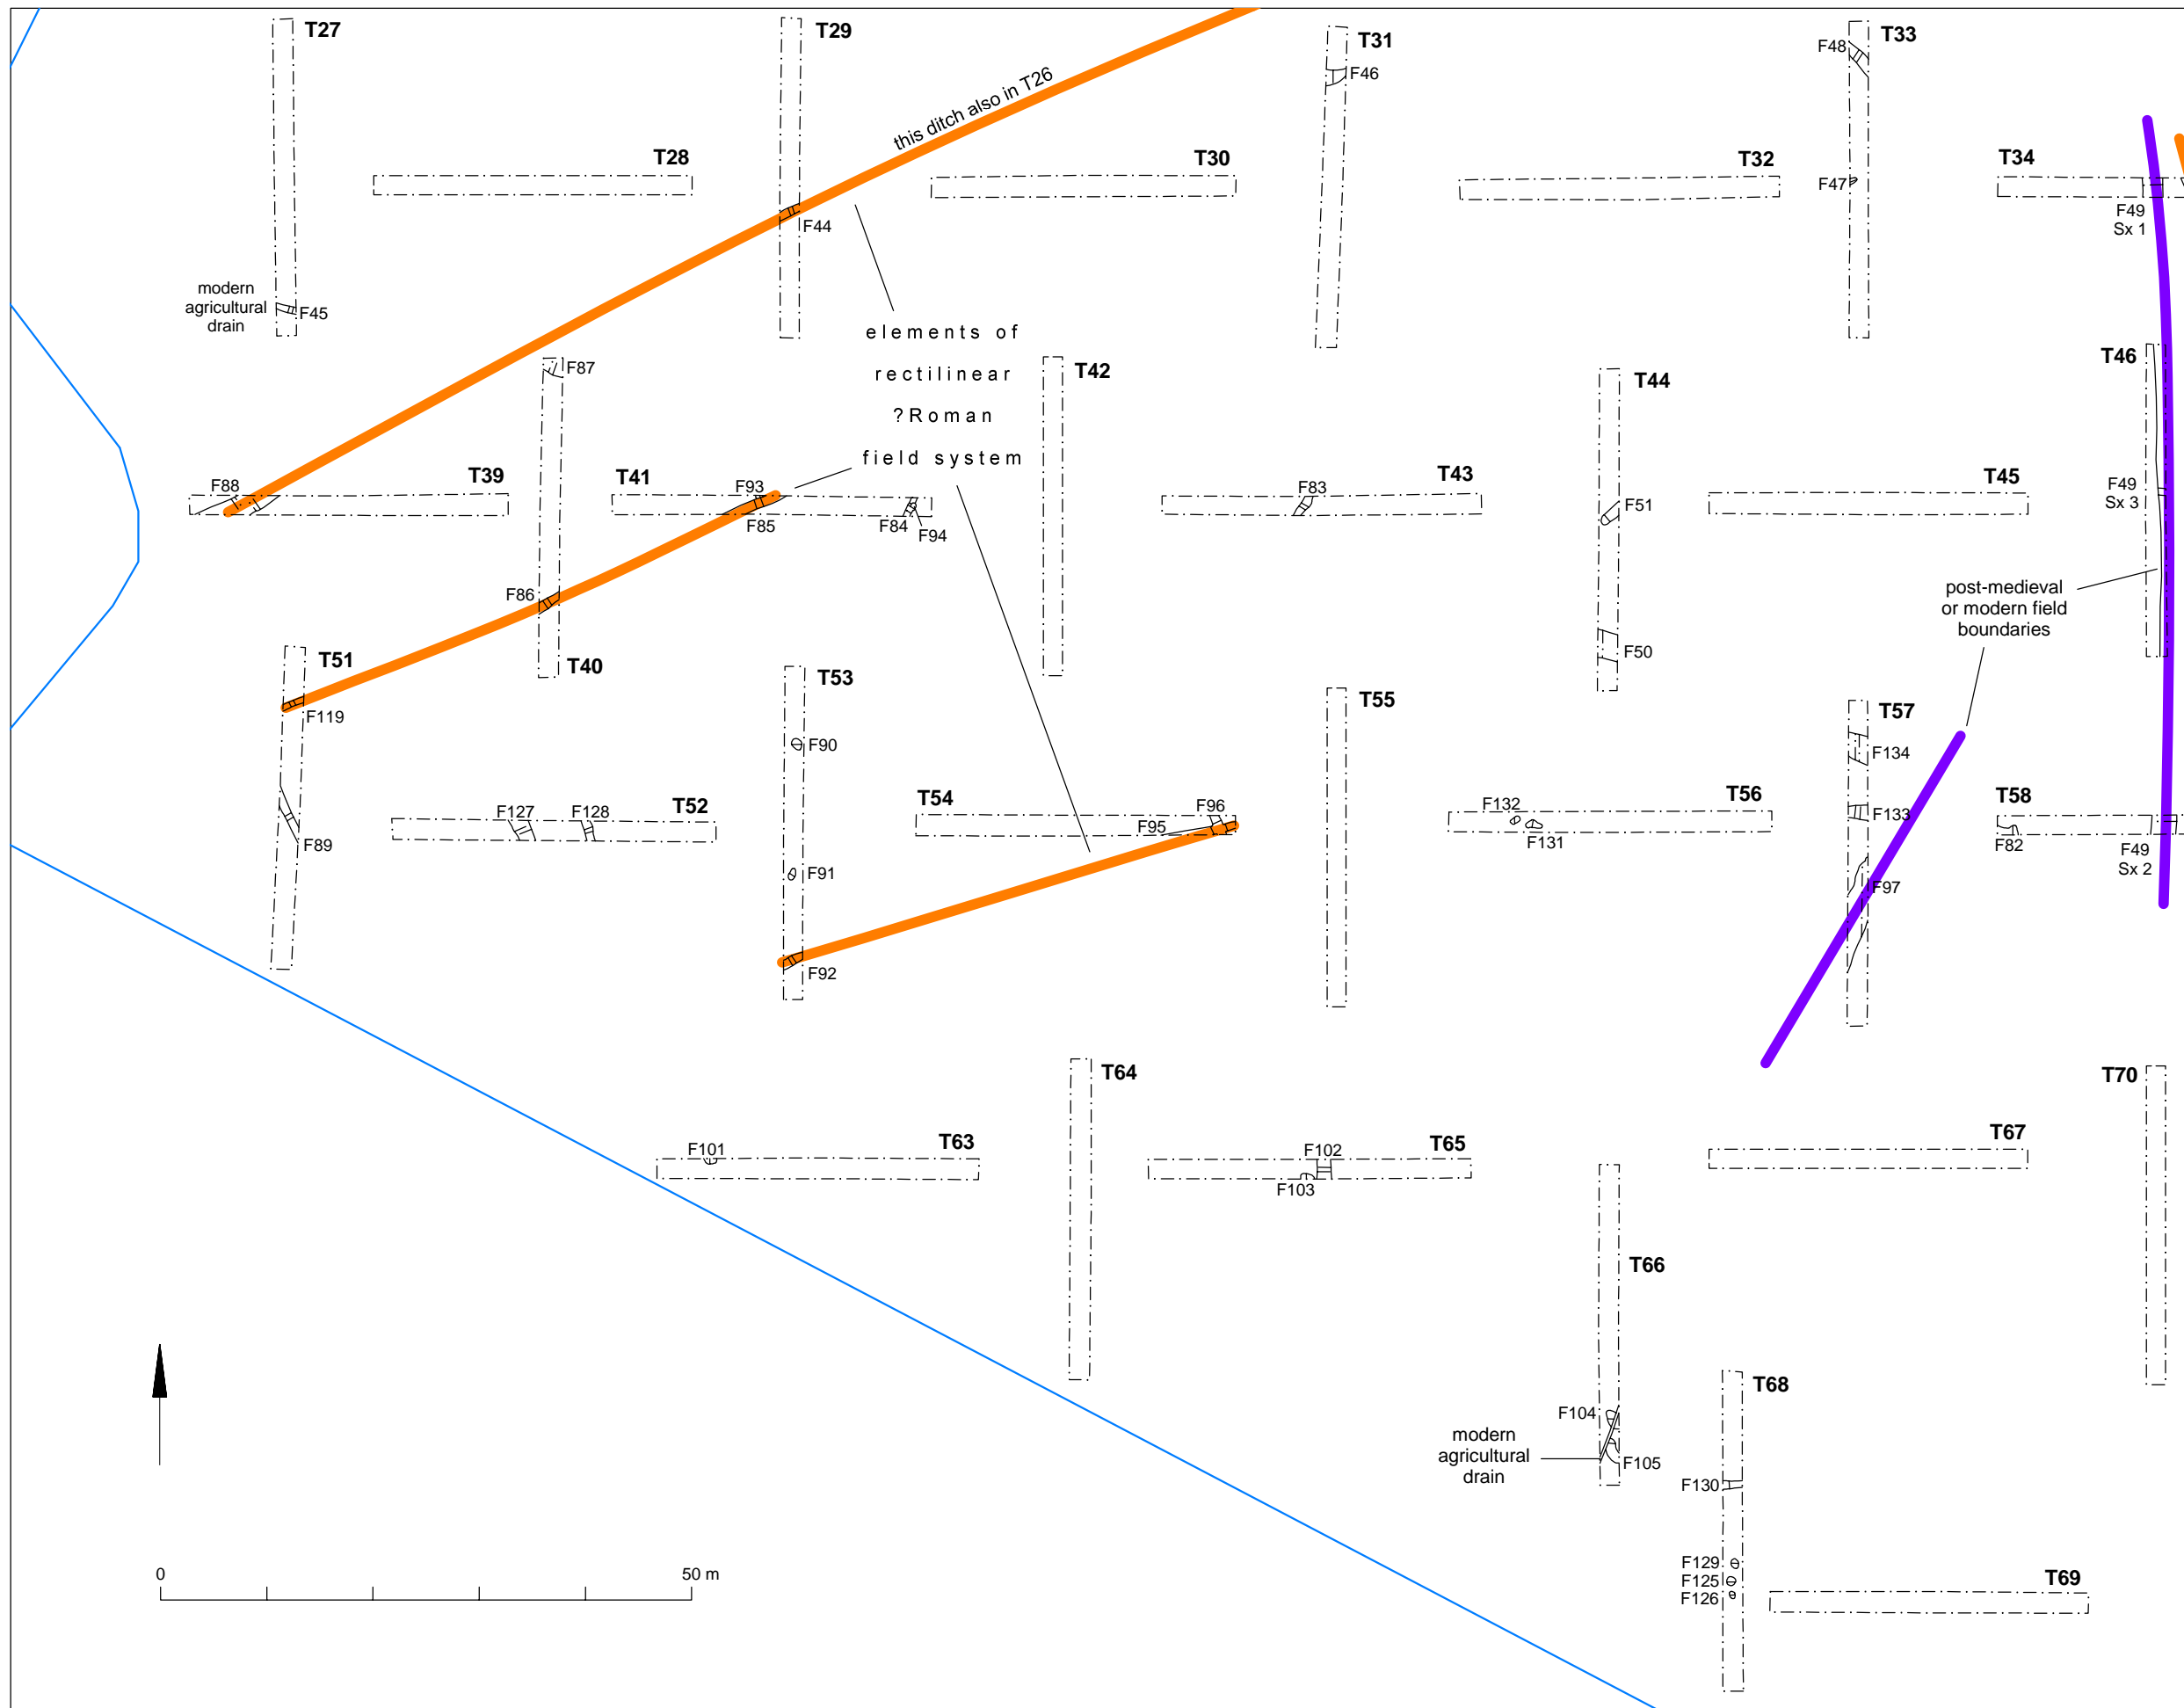 T27
T29
T31
T33
F48
F46
this ditch also in T26
T28
T30
T32
T34
F47
F49
Sx 1
F44
modern
agricultural
drain
F45
elements of
rectilinear
?Roman
field system
F87
T42
T44
T46
F88
T39
T41
F93
F85
F84
F94
F83
T43
F51
T45
F49
Sx 3
F86
T40
post-medieval
or modern field
boundaries
F50
T51
F119
T53
T55
T57
F90
F134
F127
F128
T52
T54
F96
F95
F132
F131
T56
F133
T58
F82
F49
Sx 2
F89
F91
F97
F92
T64
T70
F101
T63
F102
F103
T65
T67
T66
T68
F104
modern
agricultural
drain
F105
F130
F129
F125
F126
T69
0
50 m